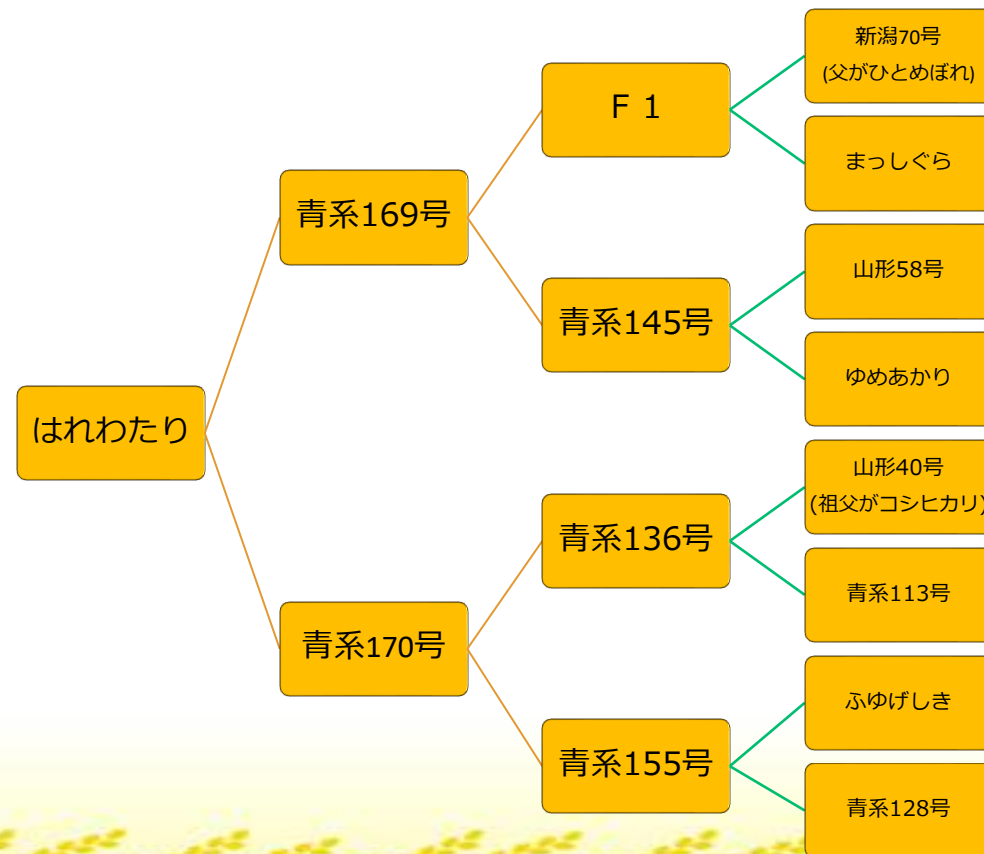 新潟70号
(父がひとめぼれ)
F 1
まっしぐら
青系169号
山形58号
青系145号
ゆめあかり
はれわたり
山形40号
(祖父がコシヒカリ)
青系136号
青系113号
青系170号
ふゆげしき
青系155号
青系128号